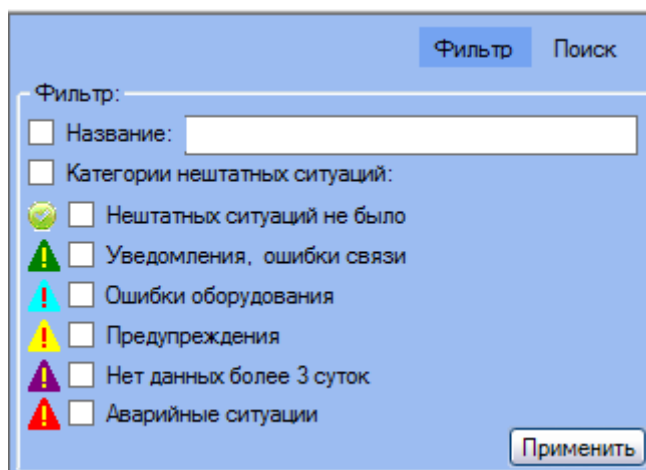 Фильтр Поиск
Фильтр:
Название:
Категории нештатных ситуаций:
Нештатных ситуаций не было
Уведомления, ошибки связи
Ошибки оборудования
Предупреждения
Нет данных более 3 суток
Аварийные ситуации
Применить